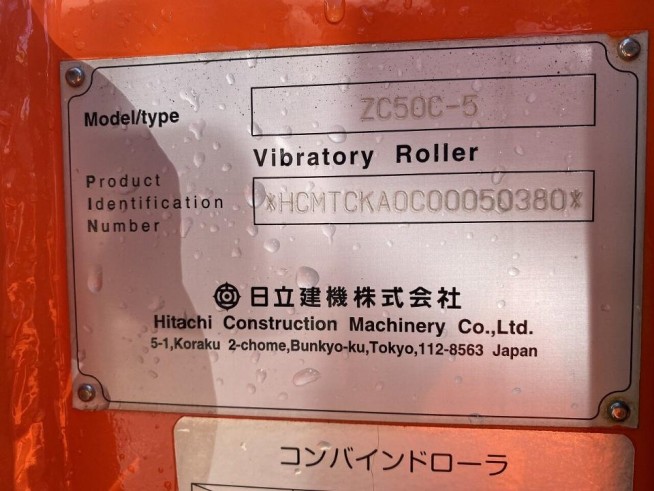 Model/type ZC50C-5
Vibratory Roller
Product
Identification *HCMTCKA0C00050380*
Number
日立建機株式会社
Hitachi Construction Machinery Co.,Ltd.
5-1,Koraku 2-chome,Bunkyo-ku,Tokyo,112-8563 Japan
コンバインドローラ